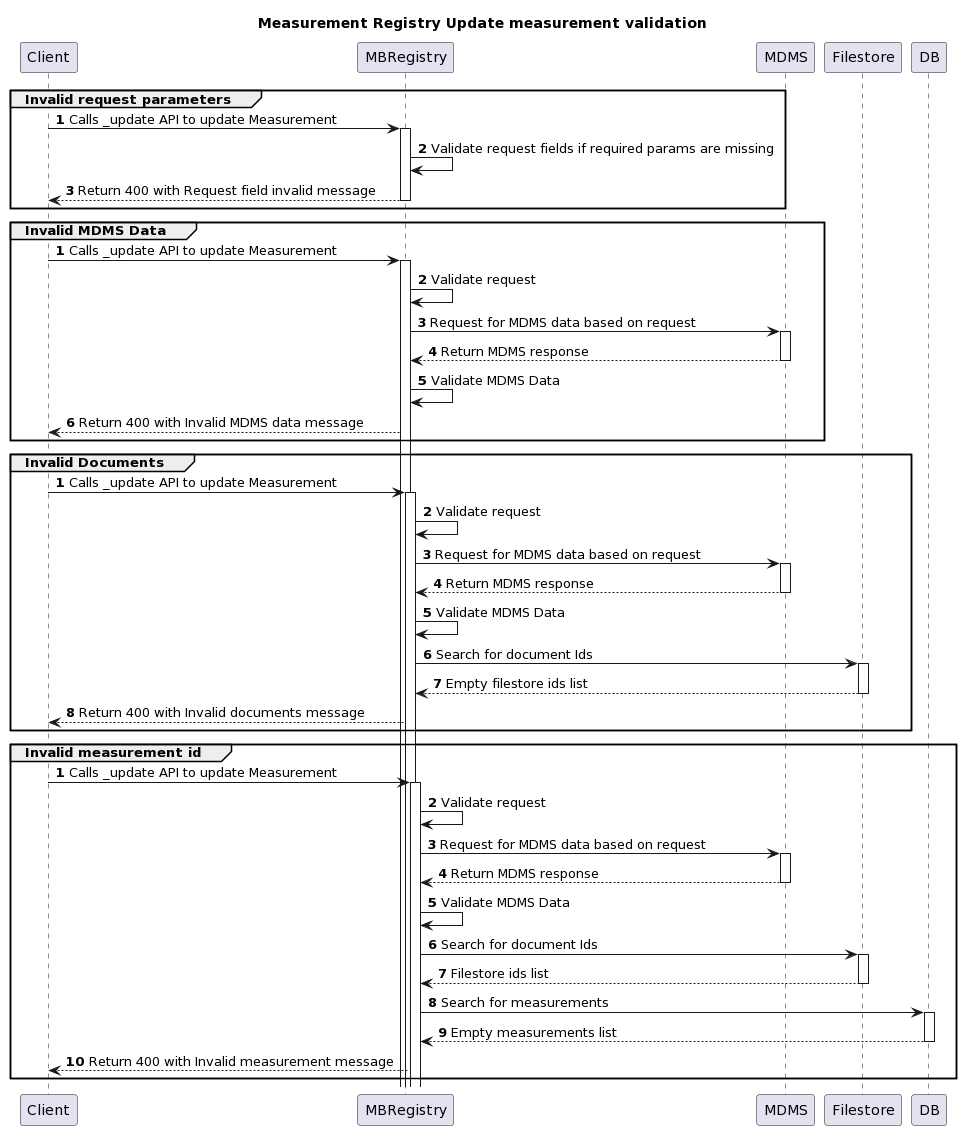 Measurement Registry Update measurement validation
Client MBRegistry MDMS Filestore DB
Invalid request parameters
1 Calls _update API to update Measurement
2 Validate request fields if required params are missing
3 Return 400 with Request field invalid message
Invalid MDMS Data
1 Calls _update API to update Measurement
2 Validate request
3 Request for MDMS data based on request
4 Return MDMS response
5 Validate MDMS Data
6 Return 400 with Invalid MDMS data message
Invalid Documents
1 Calls _update API to update Measurement
2 Validate request
3 Request for MDMS data based on request
4 Return MDMS response
5 Validate MDMS Data
6 Search for document Ids
7 Empty filestore ids list
8 Return 400 with Invalid documents message
Invalid measurement id
1 Calls _update API to update Measurement
2 Validate request
3 Request for MDMS data based on request
4 Return MDMS response
5 Validate MDMS Data
6 Search for document Ids
7 Filestore ids list
8 Search for measurements
9 Empty measurements list
10 Return 400 with Invalid measurement message
Client MBRegistry MDMS Filestore DB